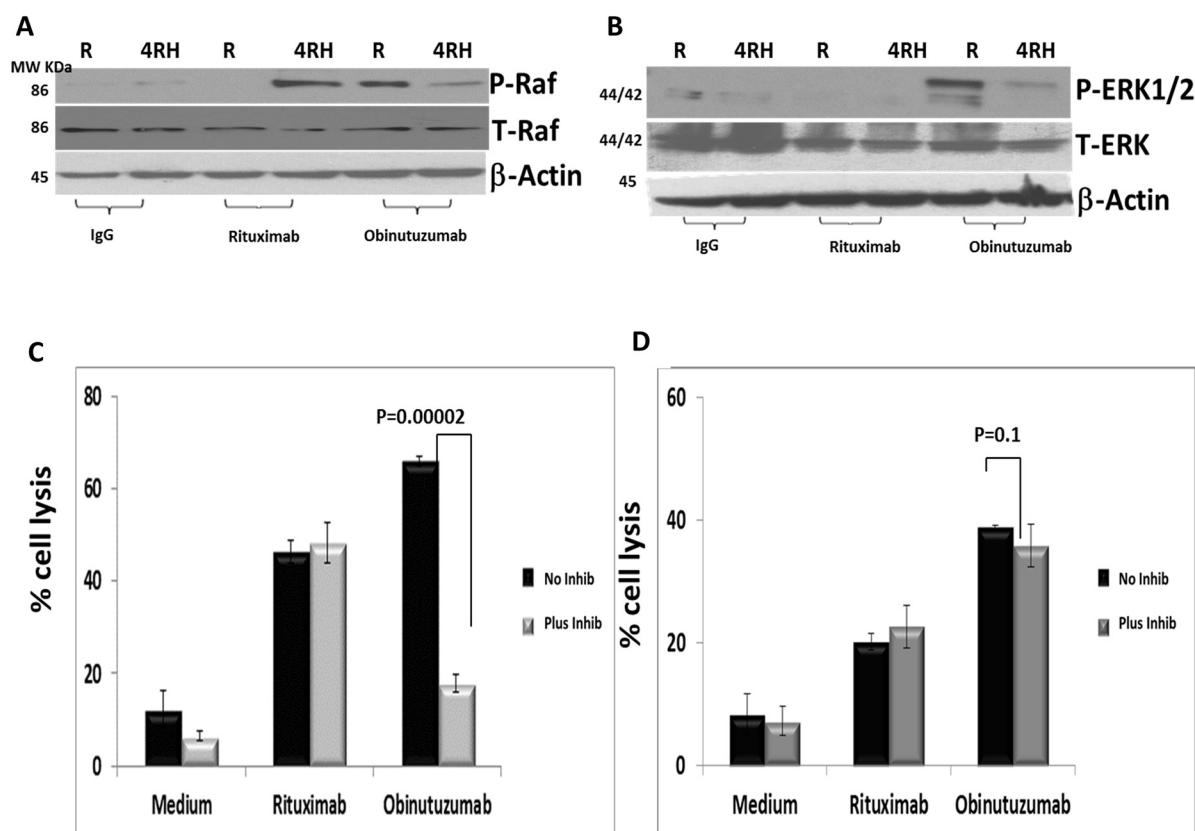 A
R 4RH R 4RH R 4RH
MW KDa
86 P-Raf
86 T-Raf
45 β-Actin
IgG Rituximab Obinutuzumab
B
R 4RH R 4RH R 4RH
44/42 P-ERK1/2
44/42 T-ERK
45 β-Actin
IgG Rituximab Obinutuzumab
C
80
60
40
20
0
% cell lysis
P=0.00002
No Inhib
Plus Inhib
Medium Rituximab Obinutuzumab
D
60
40
20
0
% cell lysis
P=0.1
No Inhib
Plus Inhib
Medium Rituximab Obinutuzumab